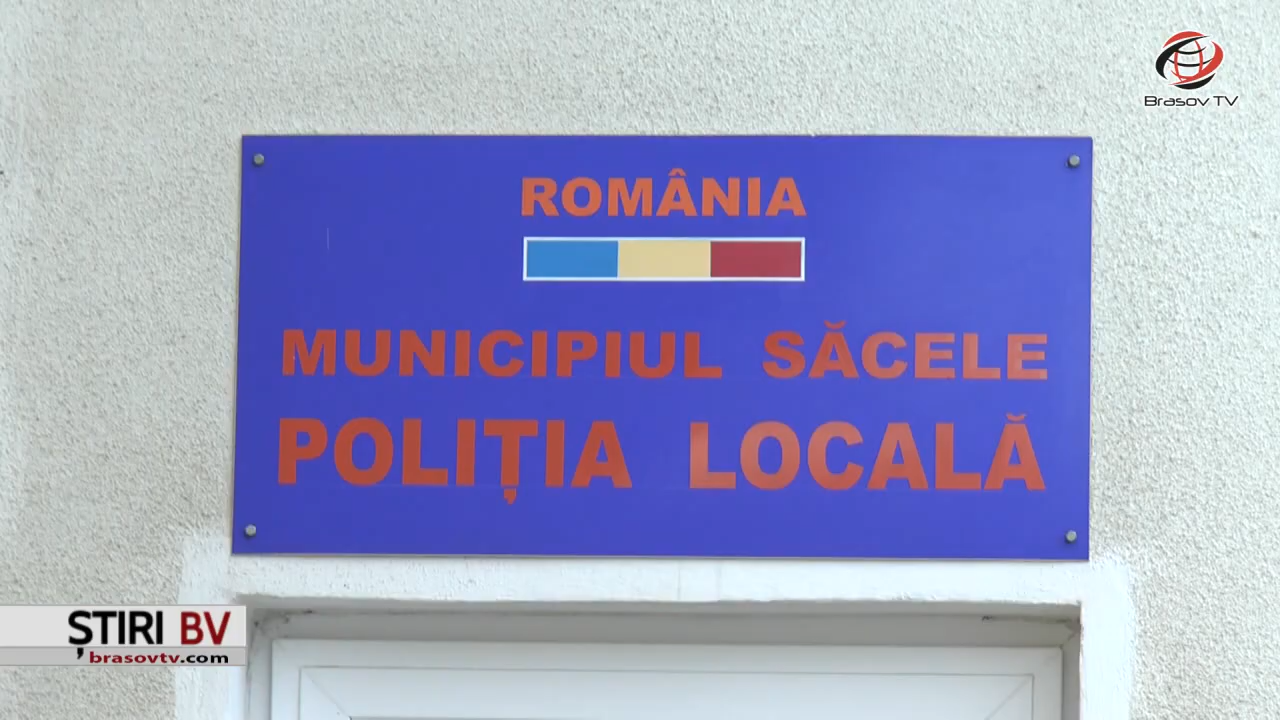 Brasov TV
ROMÂNIA
MUNICIPIUL SĂCELE
POLIȚIA LOCALĂ
ȘTIRI BV
brasovtv.com